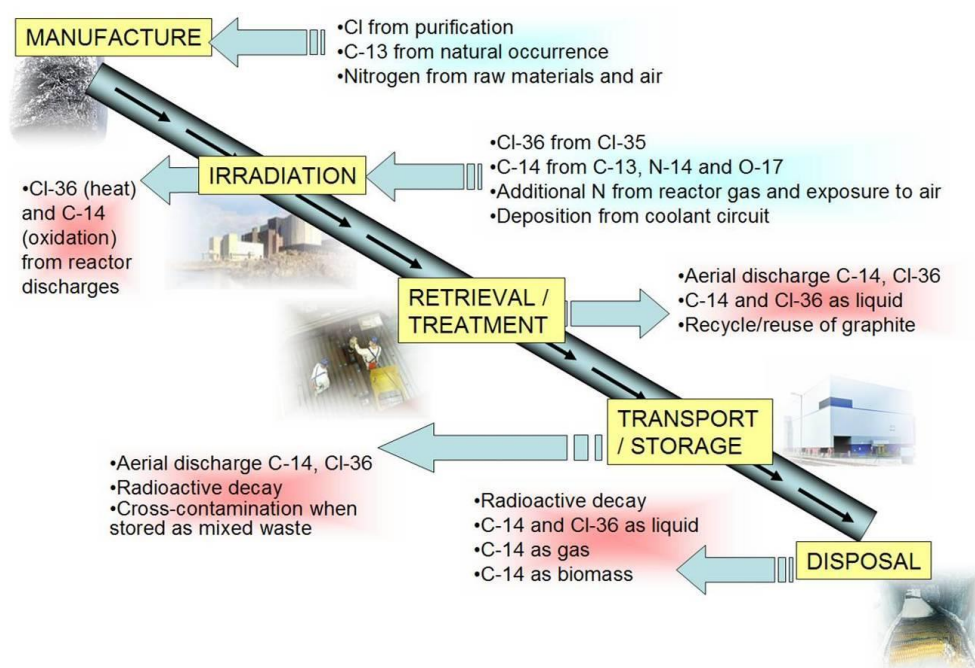 MANUFACTURE
•Cl from purification
•C-13 from natural occurrence
•Nitrogen from raw materials and air
IRRADIATION
•Cl-36 from Cl-35
•C-14 from C-13, N-14 and O-17
•Additional N from reactor gas and exposure to air
•Deposition from coolant circuit
•Cl-36 (heat)
and C-14
(oxidation)
from reactor
discharges
RETRIEVAL /
TREATMENT
•Aerial discharge C-14, Cl-36
•C-14 and Cl-36 as liquid
•Recycle/reuse of graphite
TRANSPORT
/ STORAGE
•Aerial discharge C-14, Cl-36
•Radioactive decay
•Cross-contamination when
stored as mixed waste
•Radioactive decay
•C-14 and Cl-36 as liquid
•C-14 as gas
•C-14 as biomass
DISPOSAL